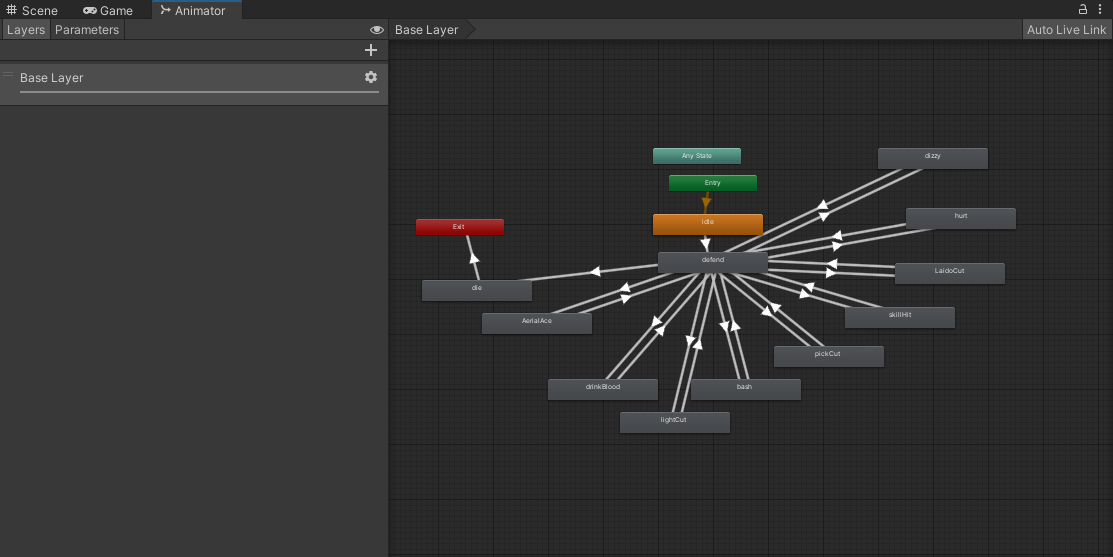 Scene Game Animator
Layers Parameters
Base Layer
Auto Live Link
Base Layer
Any State
dizzy
Entry
hurt
Exit
idle
defend
LaidoCut
die
AerialAce
skillHit
pickCut
drinkBlood
bash
lightCut